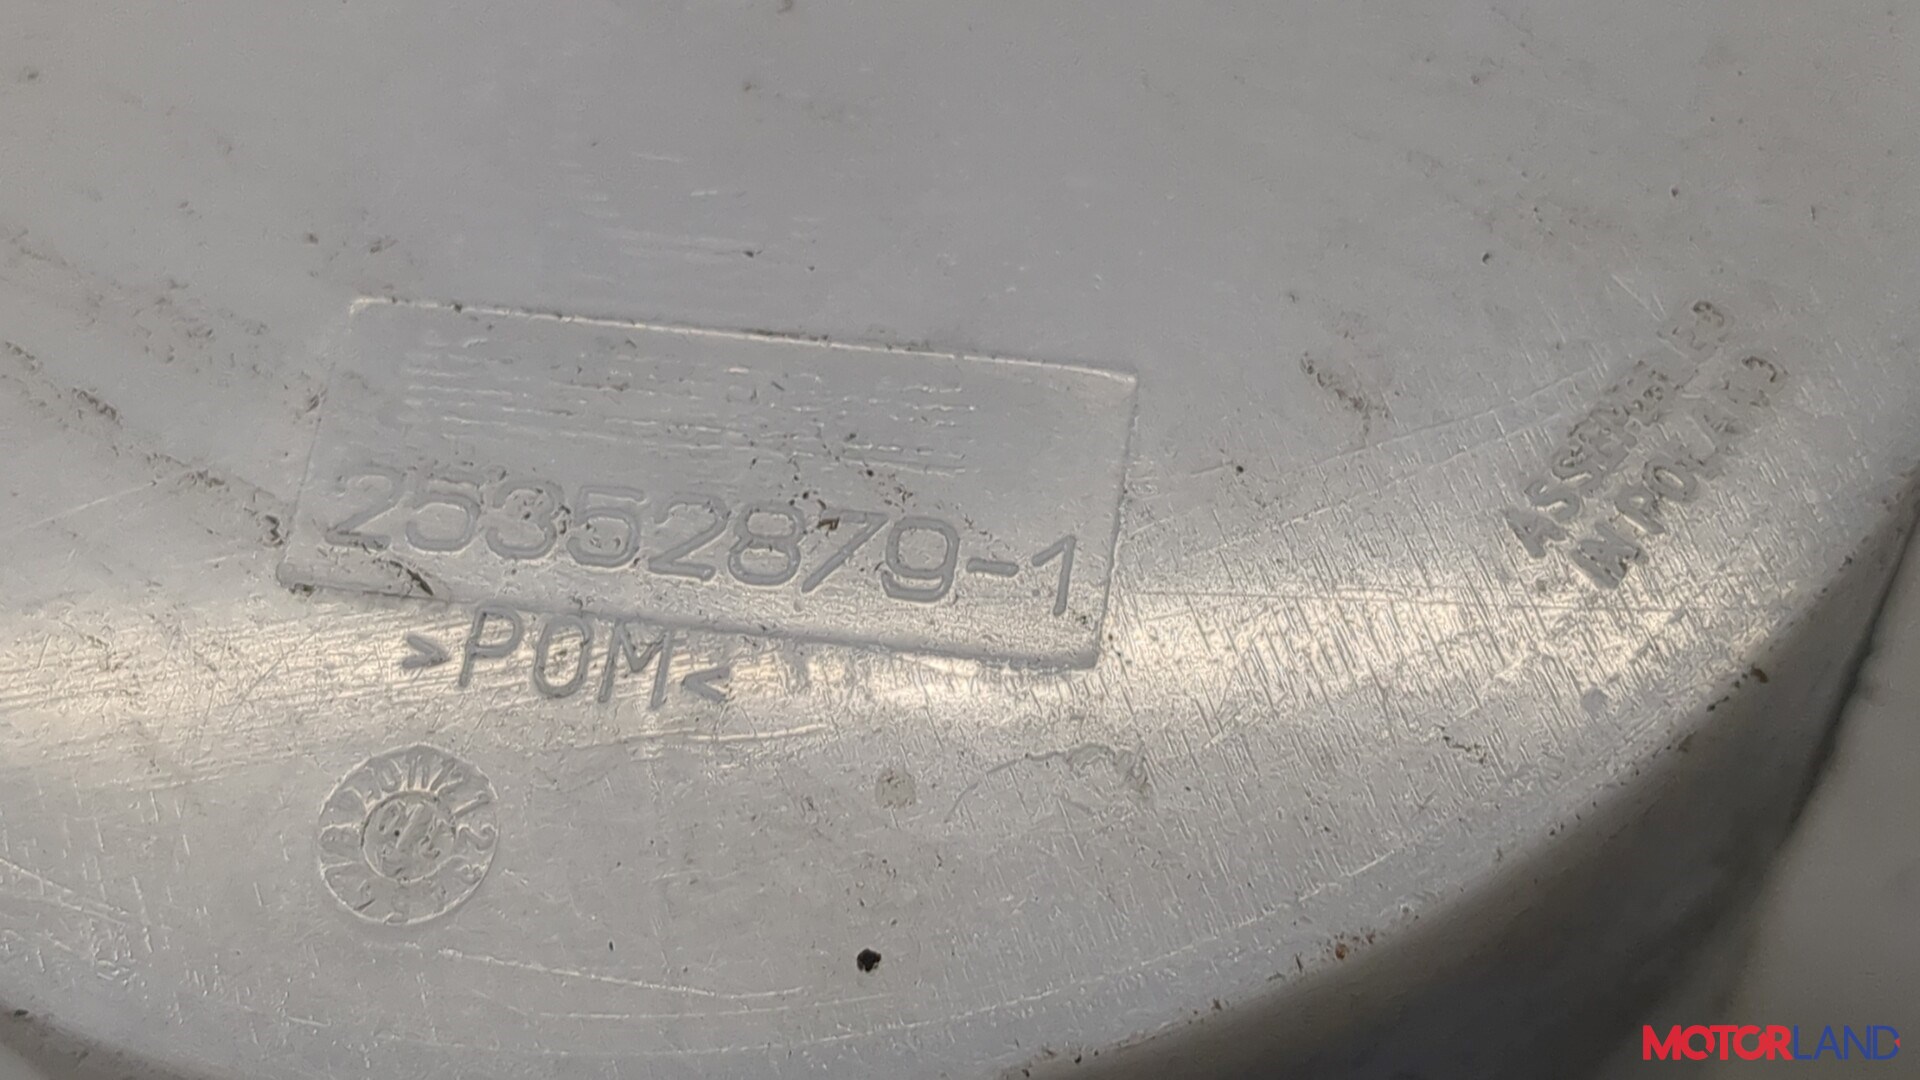 25352879-1
>POM<
ASSEMBLED
IN POLAND
MOTORLAND